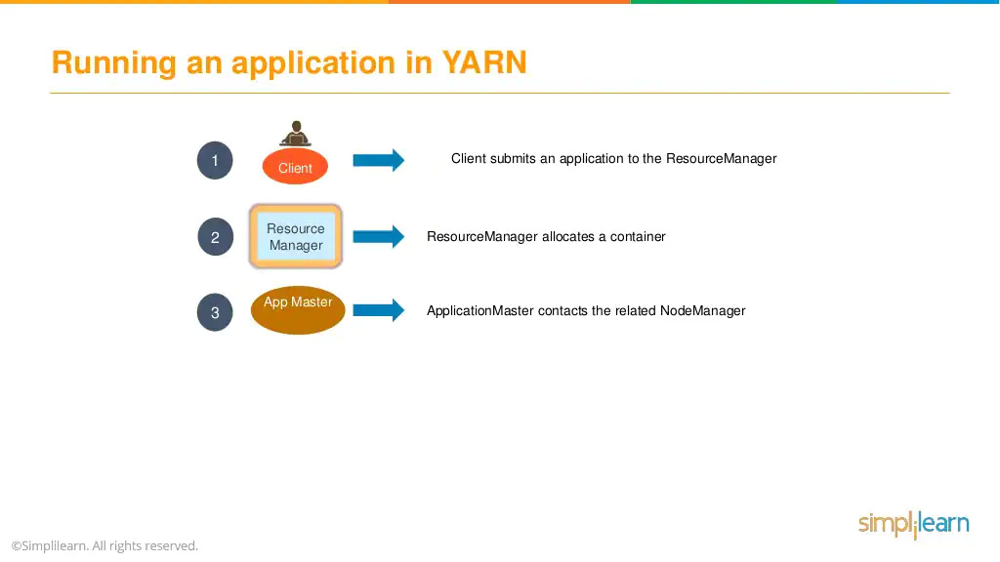 Running an application in YARN
1
Client
Client submits an application to the ResourceManager
2
Resource
Manager
ResourceManager allocates a container
3
App Master
ApplicationMaster contacts the related NodeManager
simplilearn
©Simplilearn. All rights reserved.